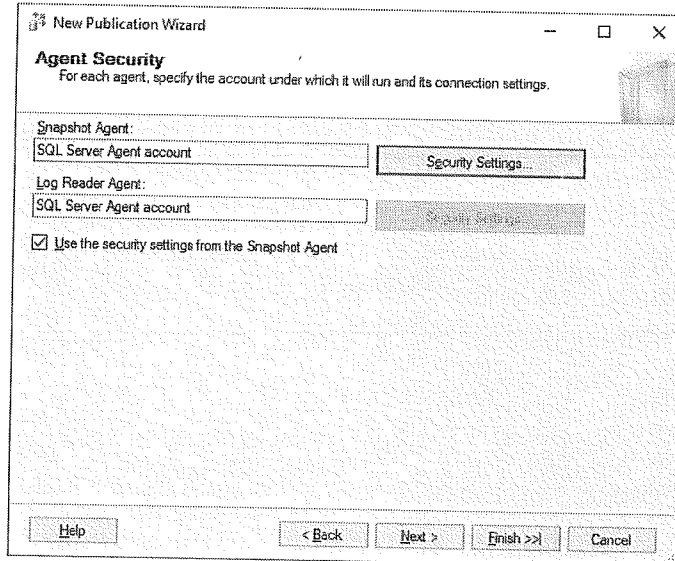 New Publication Wizard
Agent Security
For each agent, specify the account under which it will run and its connection settings.
Snapshot Agent:
SQL Server Agent account
Security Settings...
Log Reader Agent:
SQL Server Agent account
Security Settings...
Use the security settings from the Snapshot Agent
Help
< Back
Next >
Finish >>|
Cancel